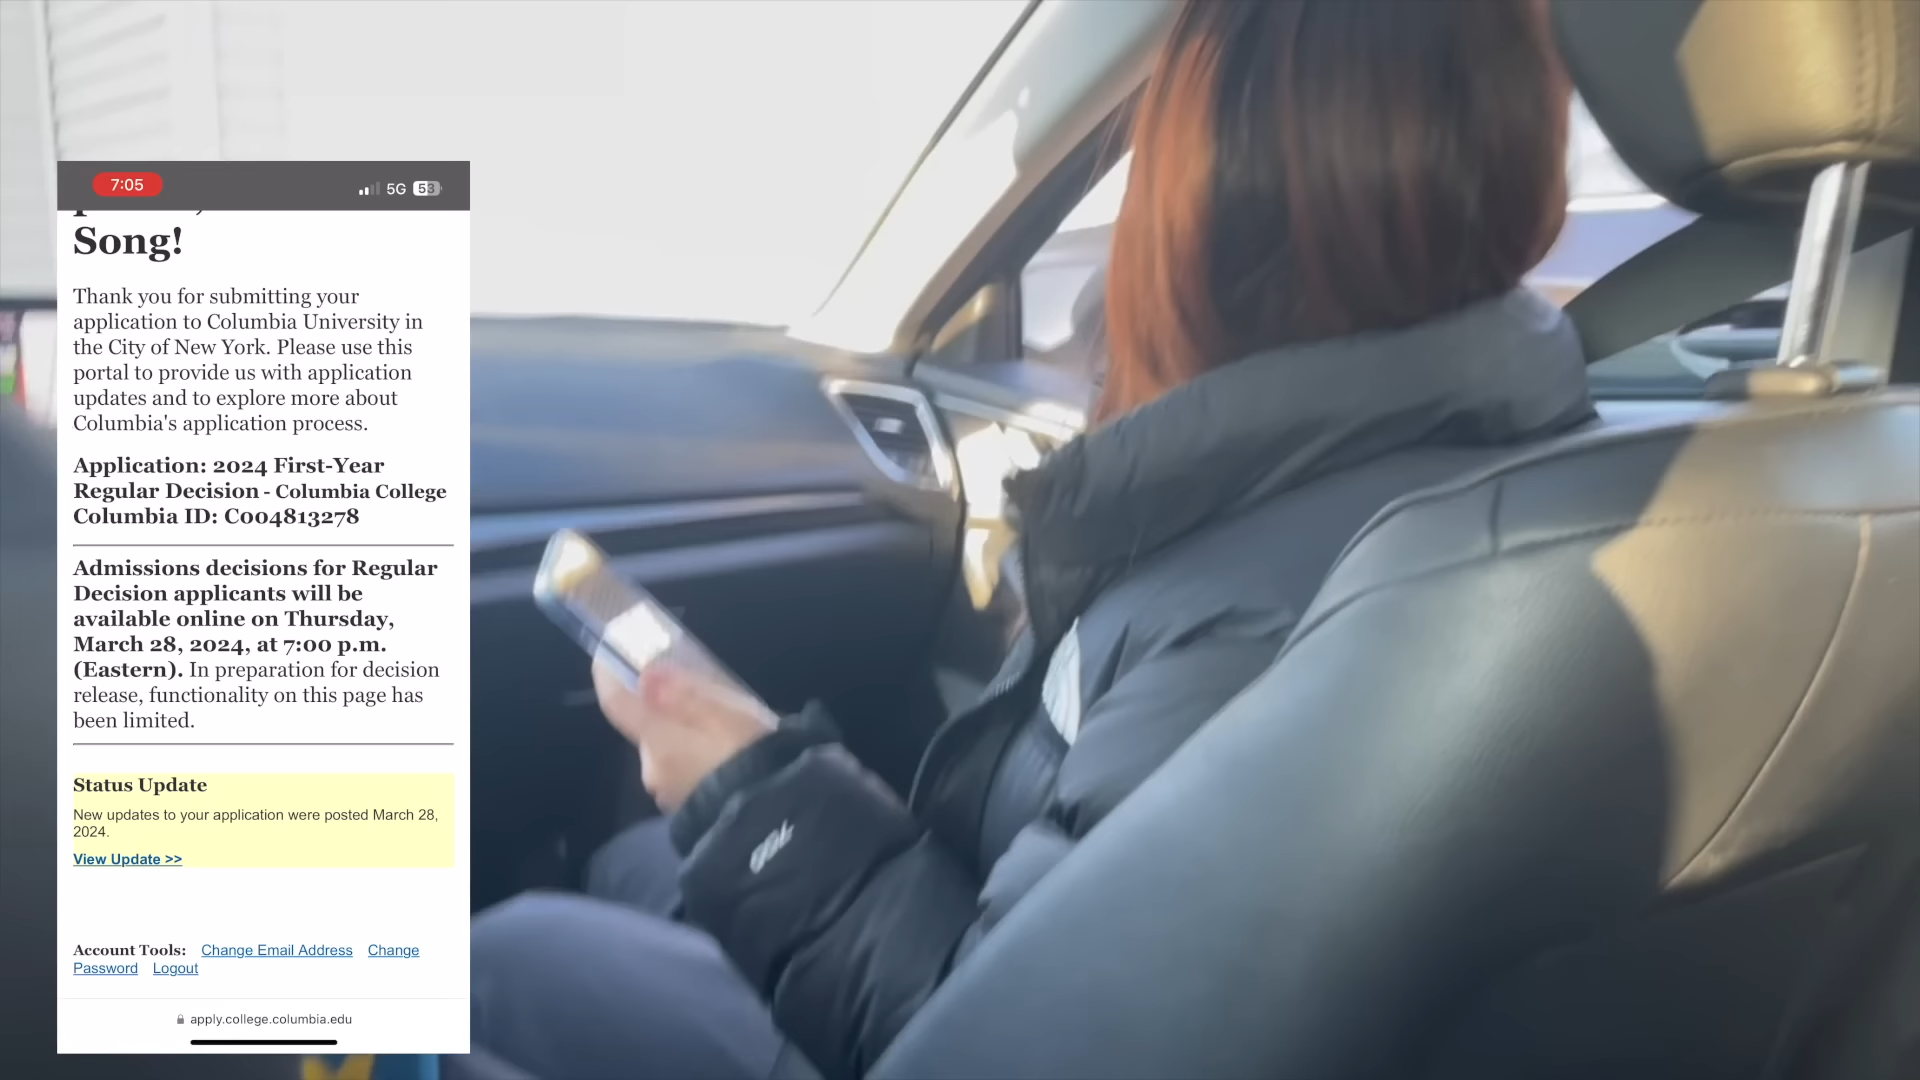 7:05
5G 53
Song!
Thank you for submitting your
application to Columbia University in
the City of New York. Please use this
portal to provide us with application
updates and to explore more about
Columbia's application process.
Application: 2024 First-Year
Regular Decision - Columbia College
Columbia ID: C004813278
Admissions decisions for Regular
Decision applicants will be
available online on Thursday,
March 28, 2024, at 7:00 p.m.
(Eastern). In preparation for decision
release, functionality on this page has
been limited.
Status Update
New updates to your application were posted March 28,
2024.
View Update >>
Account Tools: Change Email Address Change
Password Logout
apply.college.columbia.edu